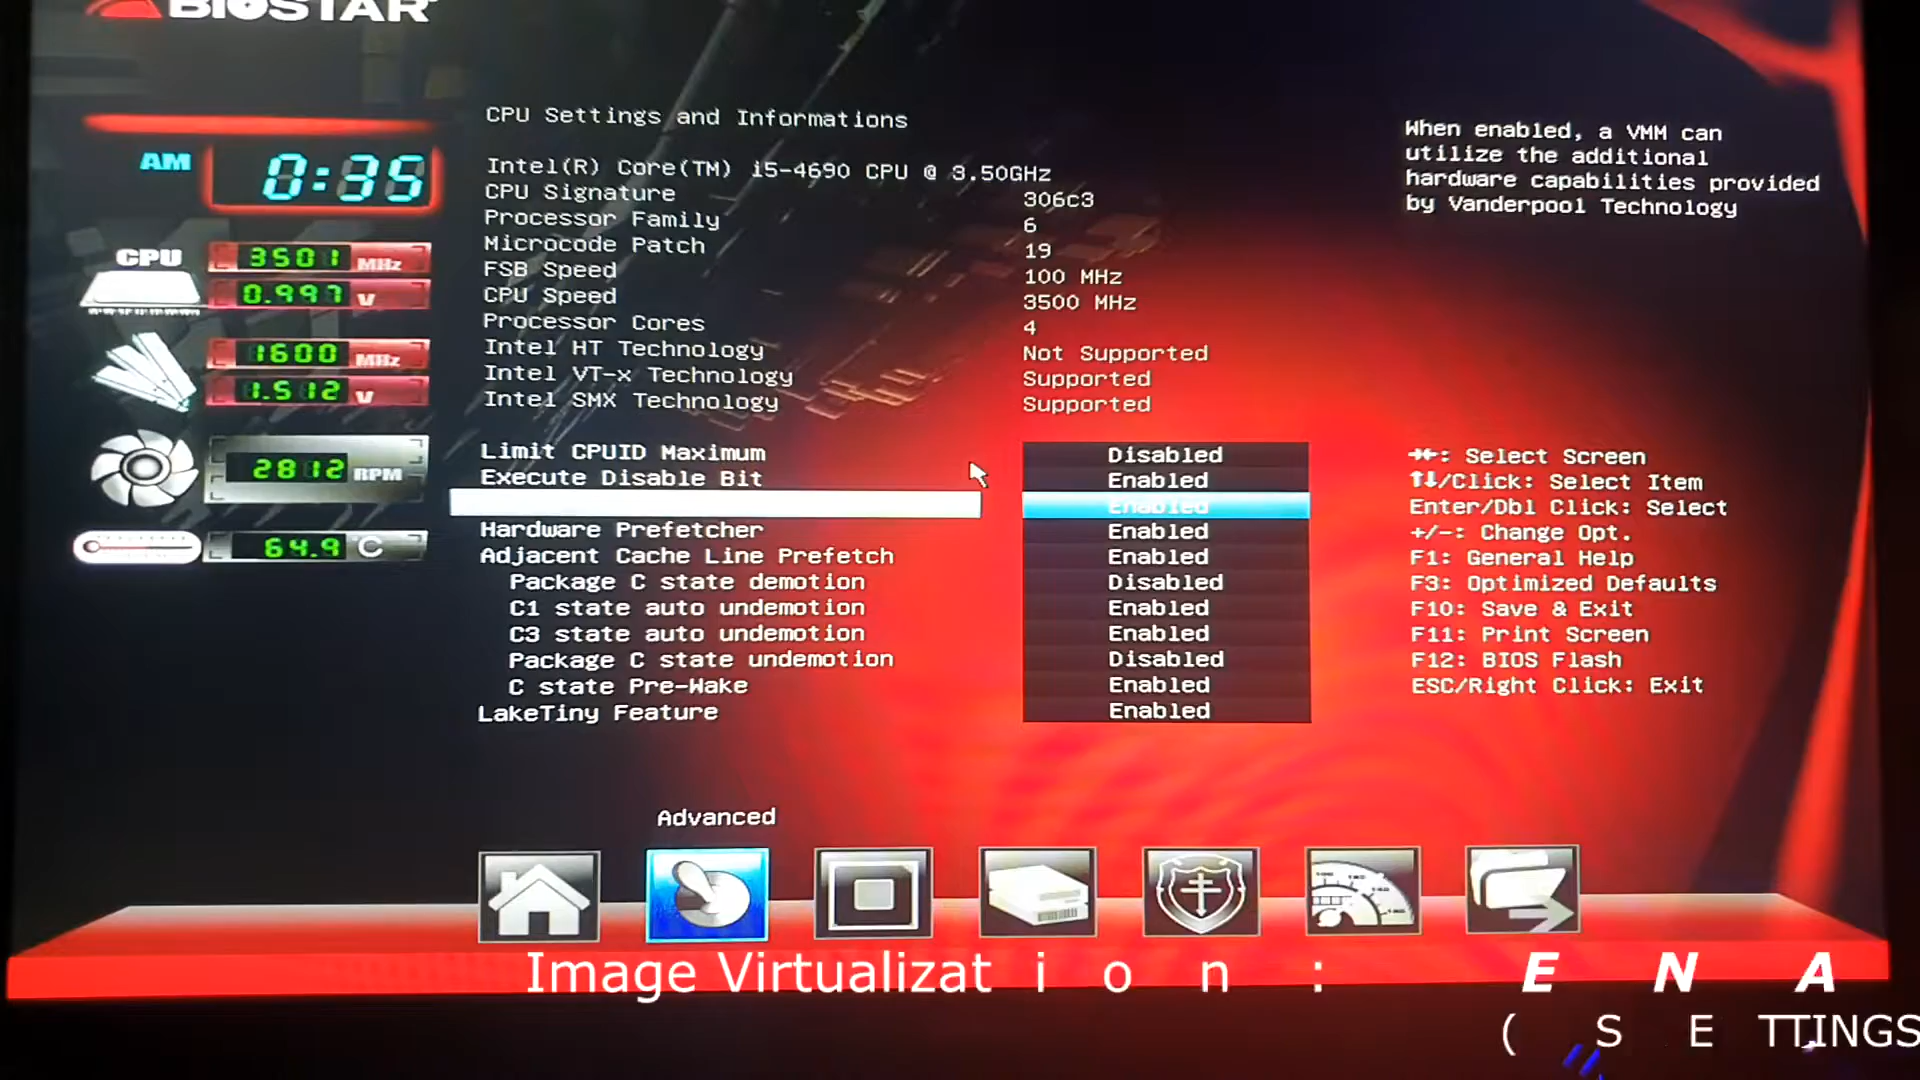 BIOSTAR
CPU Settings and Informations
Intel(R) Core(TM) i5-4690 CPU @ 3.50GHz
CPU Signature 306c3
Processor Family 6
Microcode Patch 19
FSB Speed 100 MHz
CPU Speed 3500 MHz
Processor Cores 4
Intel HT Technology Not Supported
Intel VT-x Technology Supported
Intel SMX Technology Supported
Limit CPUID Maximum Disabled
Execute Disable Bit Enabled
Enabled
Hardware Prefetcher Enabled
Adjacent Cache Line Prefetch Enabled
Package C state demotion Disabled
C1 state auto undemotion Enabled
C3 state auto undemotion Enabled
Package C state undemotion Disabled
C state Pre-Wake Enabled
LakeTiny Feature Enabled
AM 0:35
CPU 3501 MHz
0.997 V
1600 MHz
1.512 V
2812 RPM
64.9 °C
When enabled, a VMM can
utilize the additional
hardware capabilities provided
by Vanderpool Technology
→←: Select Screen
↑↓/Click: Select Item
Enter/Dbl Click: Select
+/-: Change Opt.
F1: General Help
F3: Optimized Defaults
F10: Save & Exit
F11: Print Screen
F12: BIOS Flash
ESC/Right Click: Exit
Advanced
Image Virtualization : ENA
(SETTINGS